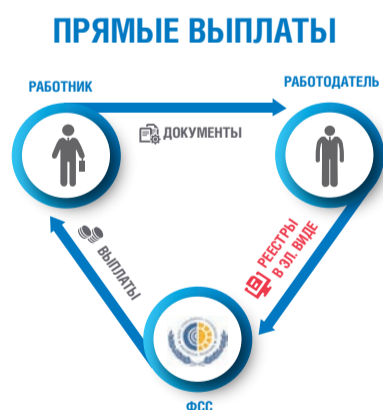 ПРЯМЫЕ ВЫПЛАТЫ
РАБОТНИК
РАБОТОДАТЕЛЬ
ДОКУМЕНТЫ
РЕЕСТРЫ
В ЭЛ. ВИДЕ
ВЫПЛАТЫ
ФСС